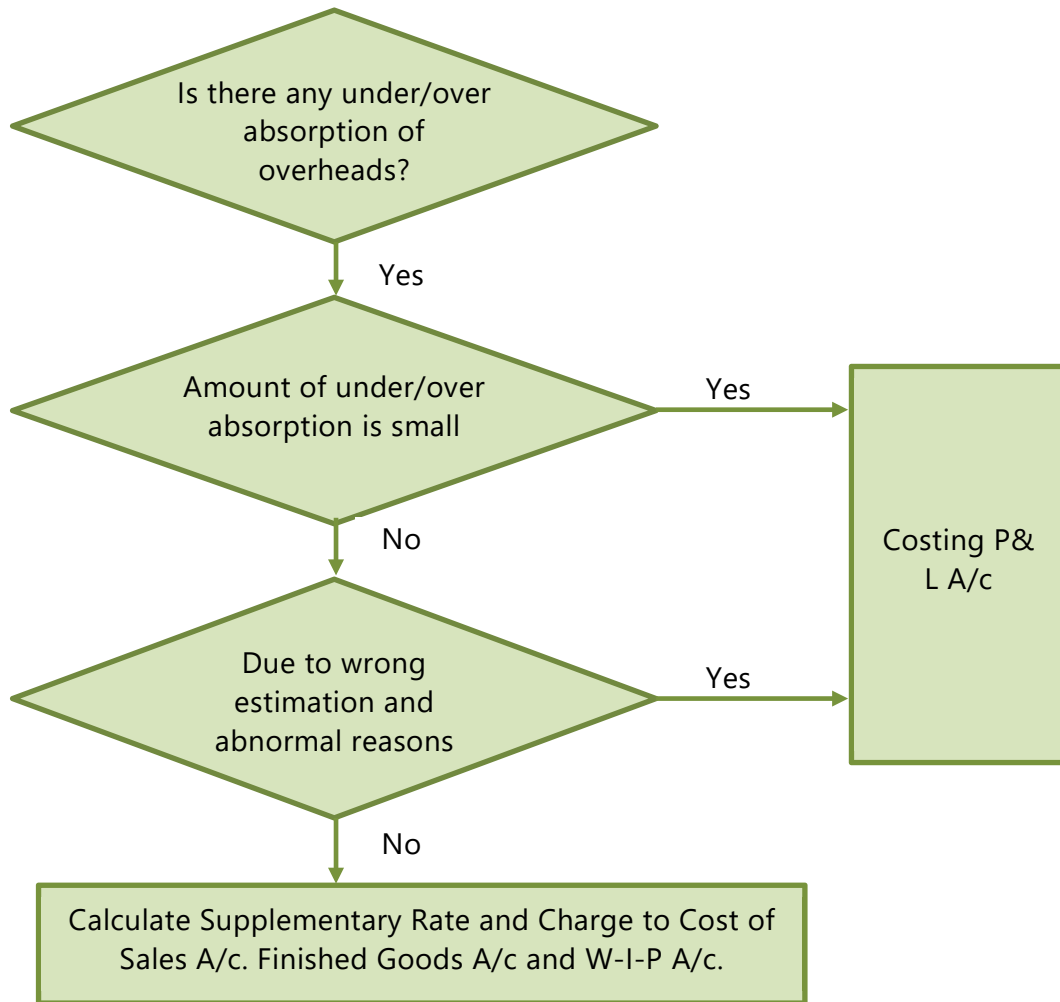 Is there any under/over
absorption of
overheads?
Yes
Amount of under/over
absorption is small
Yes
No
Costing P&
L A/c
Due to wrong
estimation and
abnormal reasons
Yes
No
Calculate Supplementary Rate and Charge to Cost of
Sales A/c. Finished Goods A/c and W-I-P A/c.